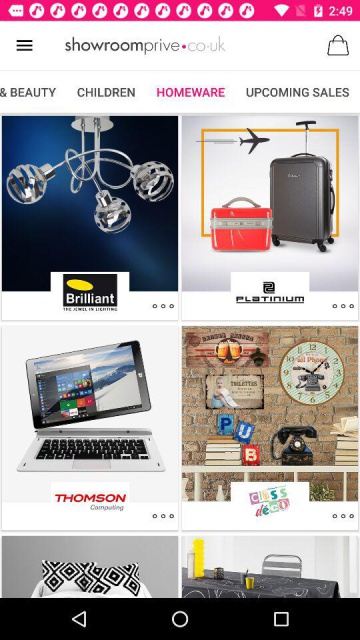 2:49
showroomprive•co•uk
& BEAUTY CHILDREN HOMEWARE UPCOMING SALES
Brilliant
THE JEWEL IN LIGHTING
PLATINIUM
THOMSON
Computing
TOILETTES
P U B
déco